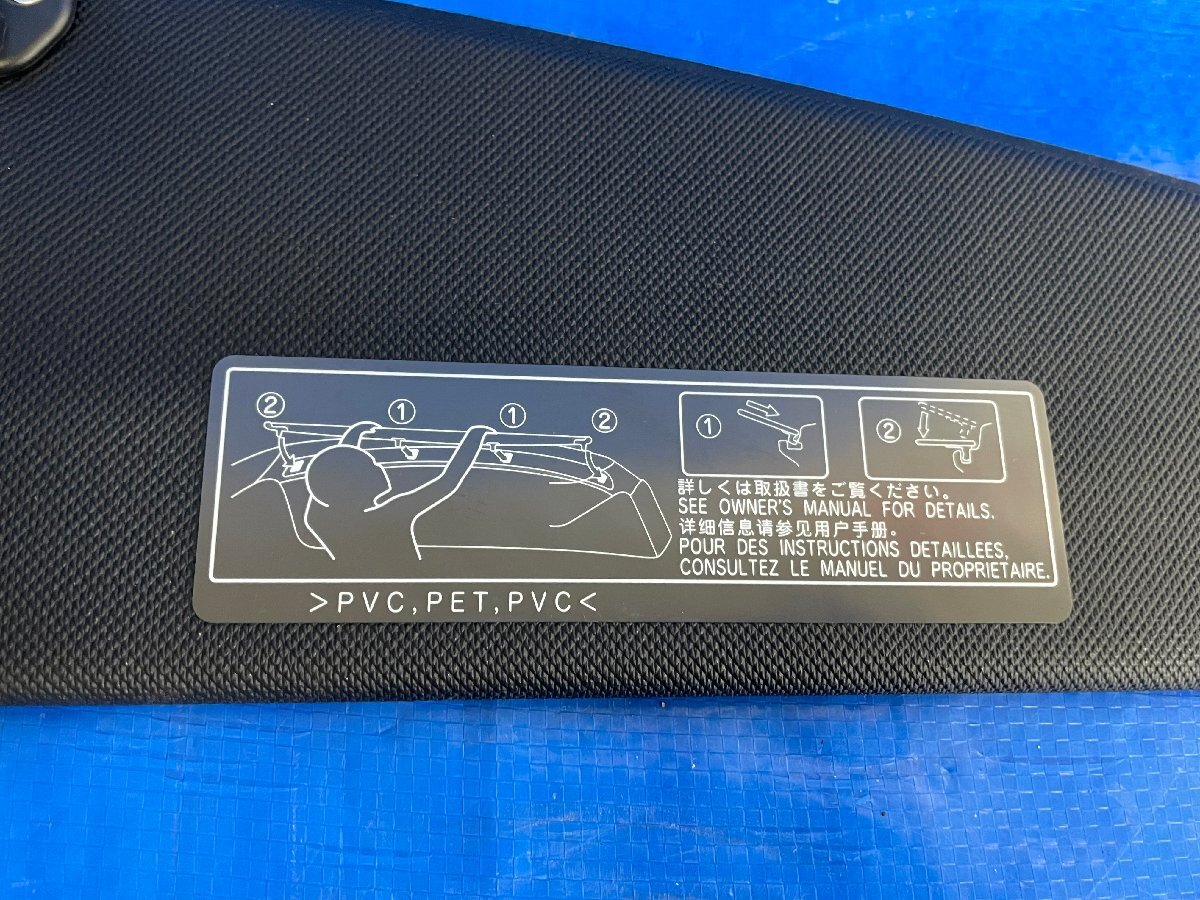 ② ① ① ②
① ②
詳しくは取扱書をご覧ください。
SEE OWNER'S MANUAL FOR DETAILS.
详细信息请参见用户手册。
POUR DES INSTRUCTIONS DETAILLEES,
CONSULTEZ LE MANUEL DU PROPRIETAIRE.
>PVC,PET,PVC<